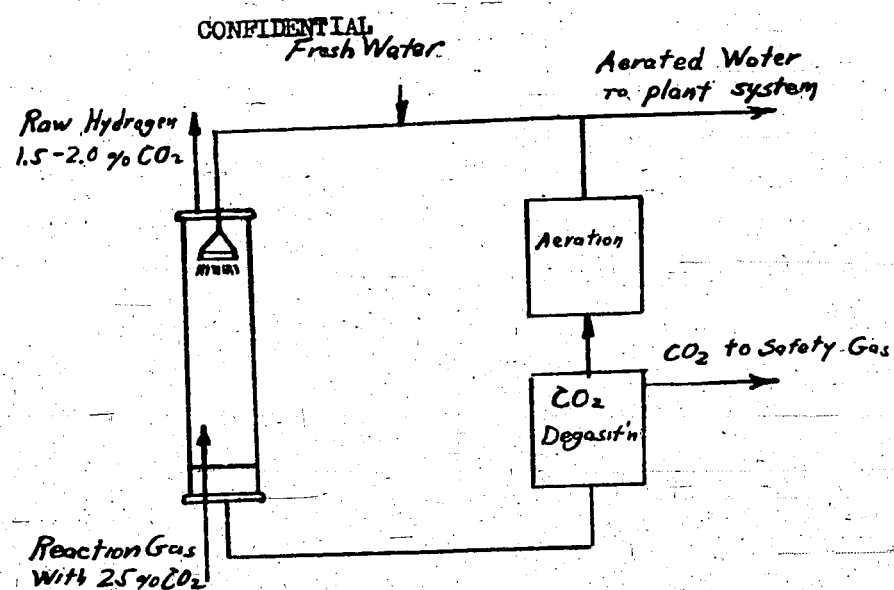 CONFIDENTIAL
Fresh Water
Aerated Water
To plant system
Raw Hydrogen
1.5-2.0 % CO2
Aeration
CO2 to Safety Gas
CO2
Degasit'n
Reaction Gas
With 25 % CO2